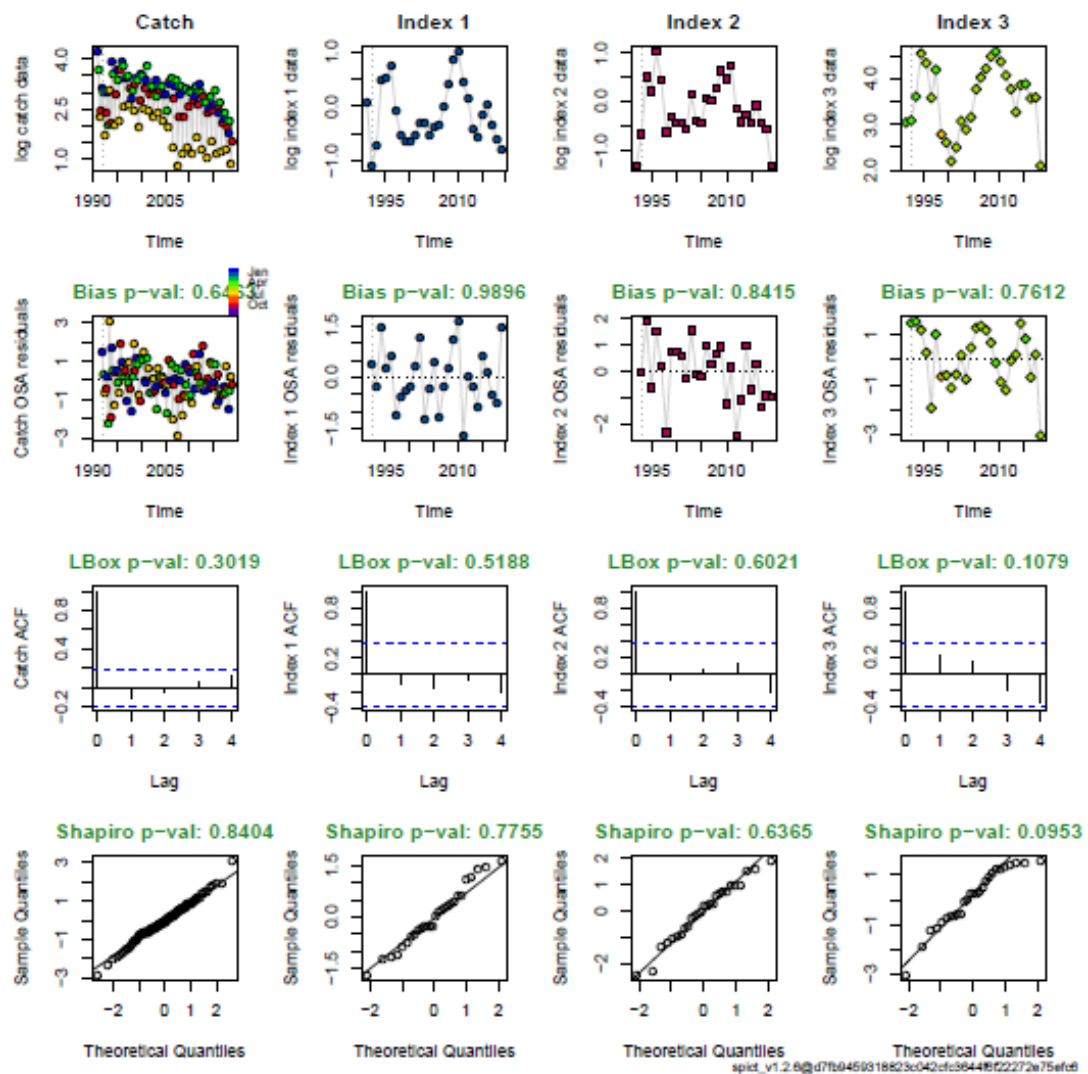 Catch Index 1 Index 2 Index 3
log catch data
1.0 2.5 4.0
1990 2005
Time
log index 1 data
−1.0 0.0 1.0
1995 2010
Time
log index 2 data
−1.0 0.0 1.0
1995 2010
Time
log index 3 data
2.0 3.0 4.0
1995 2010
Time
Jan
Apr
Jul
Oct
Bias p−val: Bias p−val: 0.9896 Bias p−val: 0.8415 Bias p−val: 0.7612
Catch OSA residuals
−3 −1 1 3
1990 2005
Time
Index 1 OSA residuals
−1.5 0.0 1.5
1995 2010
Time
Index 2 OSA residuals
−2 0 1 2
1995 2010
Time
Index 3 OSA residuals
−3 −1 1
1995 2010
Time
LBox p−val: 0.3019 LBox p−val: 0.5188 LBox p−val: 0.6021 LBox p−val: 0.1079
Catch ACF
−0.2 0.4 0.8
0 1 2 3 4
Lag
Index 1 ACF
−0.4 0.2 0.8
0 1 2 3 4
Lag
Index 2 ACF
−0.4 0.2 0.8
0 1 2 3 4
Lag
Index 3 ACF
−0.4 0.2 0.8
0 1 2 3 4
Lag
Shapiro p−val: 0.8404 Shapiro p−val: 0.7755 Shapiro p−val: 0.6365 Shapiro p−val: 0.0953
Sample Quantiles
−3 −1 1 3
−2 0 1 2
Theoretical Quantiles
Sample Quantiles
−1.5 0.0 1.5
−2 0 1 2
Theoretical Quantiles
Sample Quantiles
−2 0 1 2
−2 0 1 2
Theoretical Quantiles
Sample Quantiles
−3 −1 1
−2 0 1 2
Theoretical Quantiles